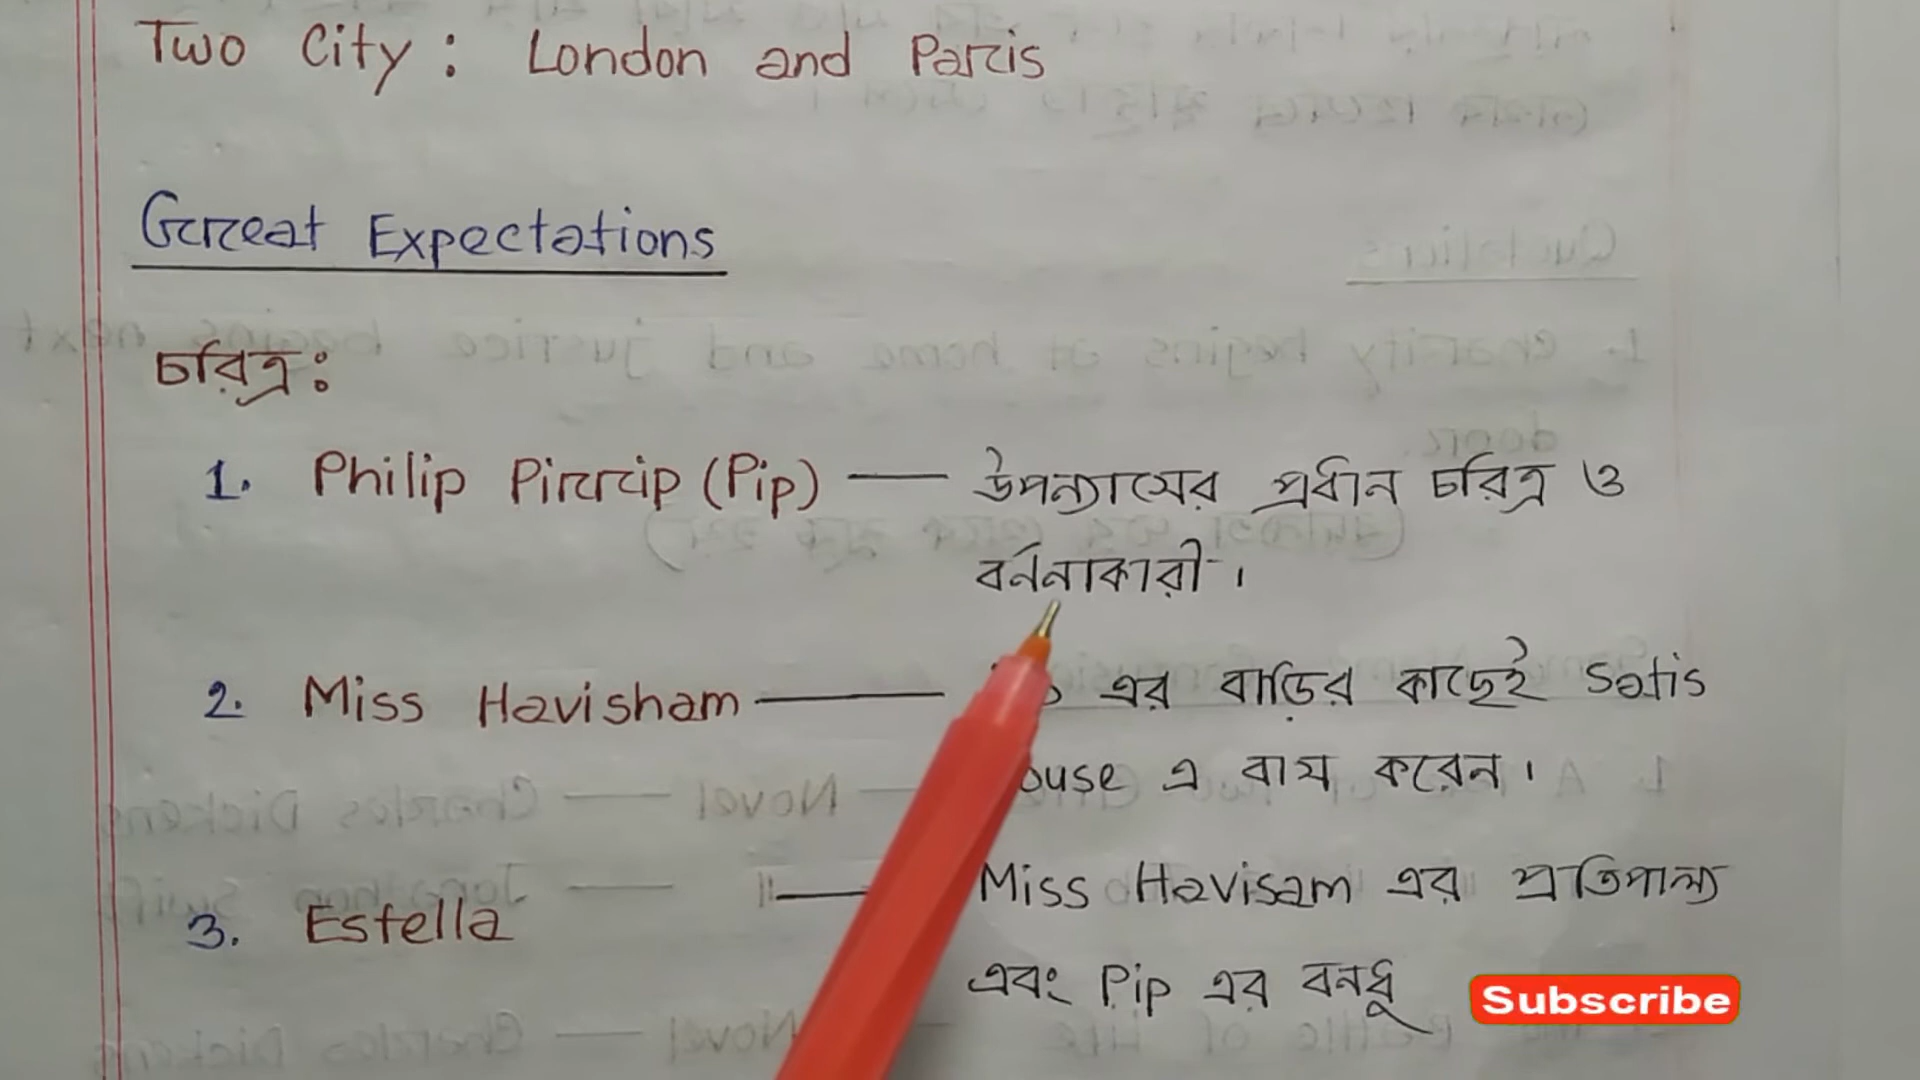 Two City : London and Paris
Great Expectations
চরিত্র :
1. Philip Pirrip (Pip) — উপন্যাসের প্রধান চরিত্র ও
বর্ননাকারী ।
2. Miss Havisham — এর বাড়ির কাছেই Satis
ouse এ বাস করেন ।
3. Estella — Miss Havisam এর প্রতিপাল্য
এবং Pip এর বন্ধু
Subscribe